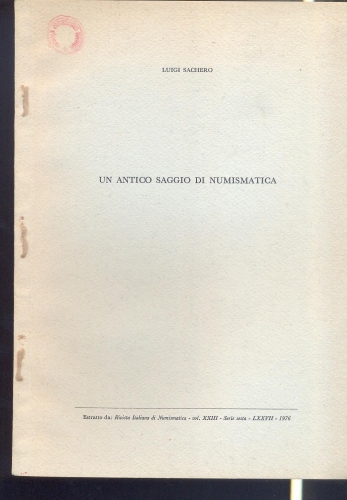 LUIGI SACHERO
UN ANTICO SAGGIO DI NUMISMATICA
Estratto da: Rivista Italiana di Numismatica - vol. XXIII - Serie sesta - LXXVII - 1976